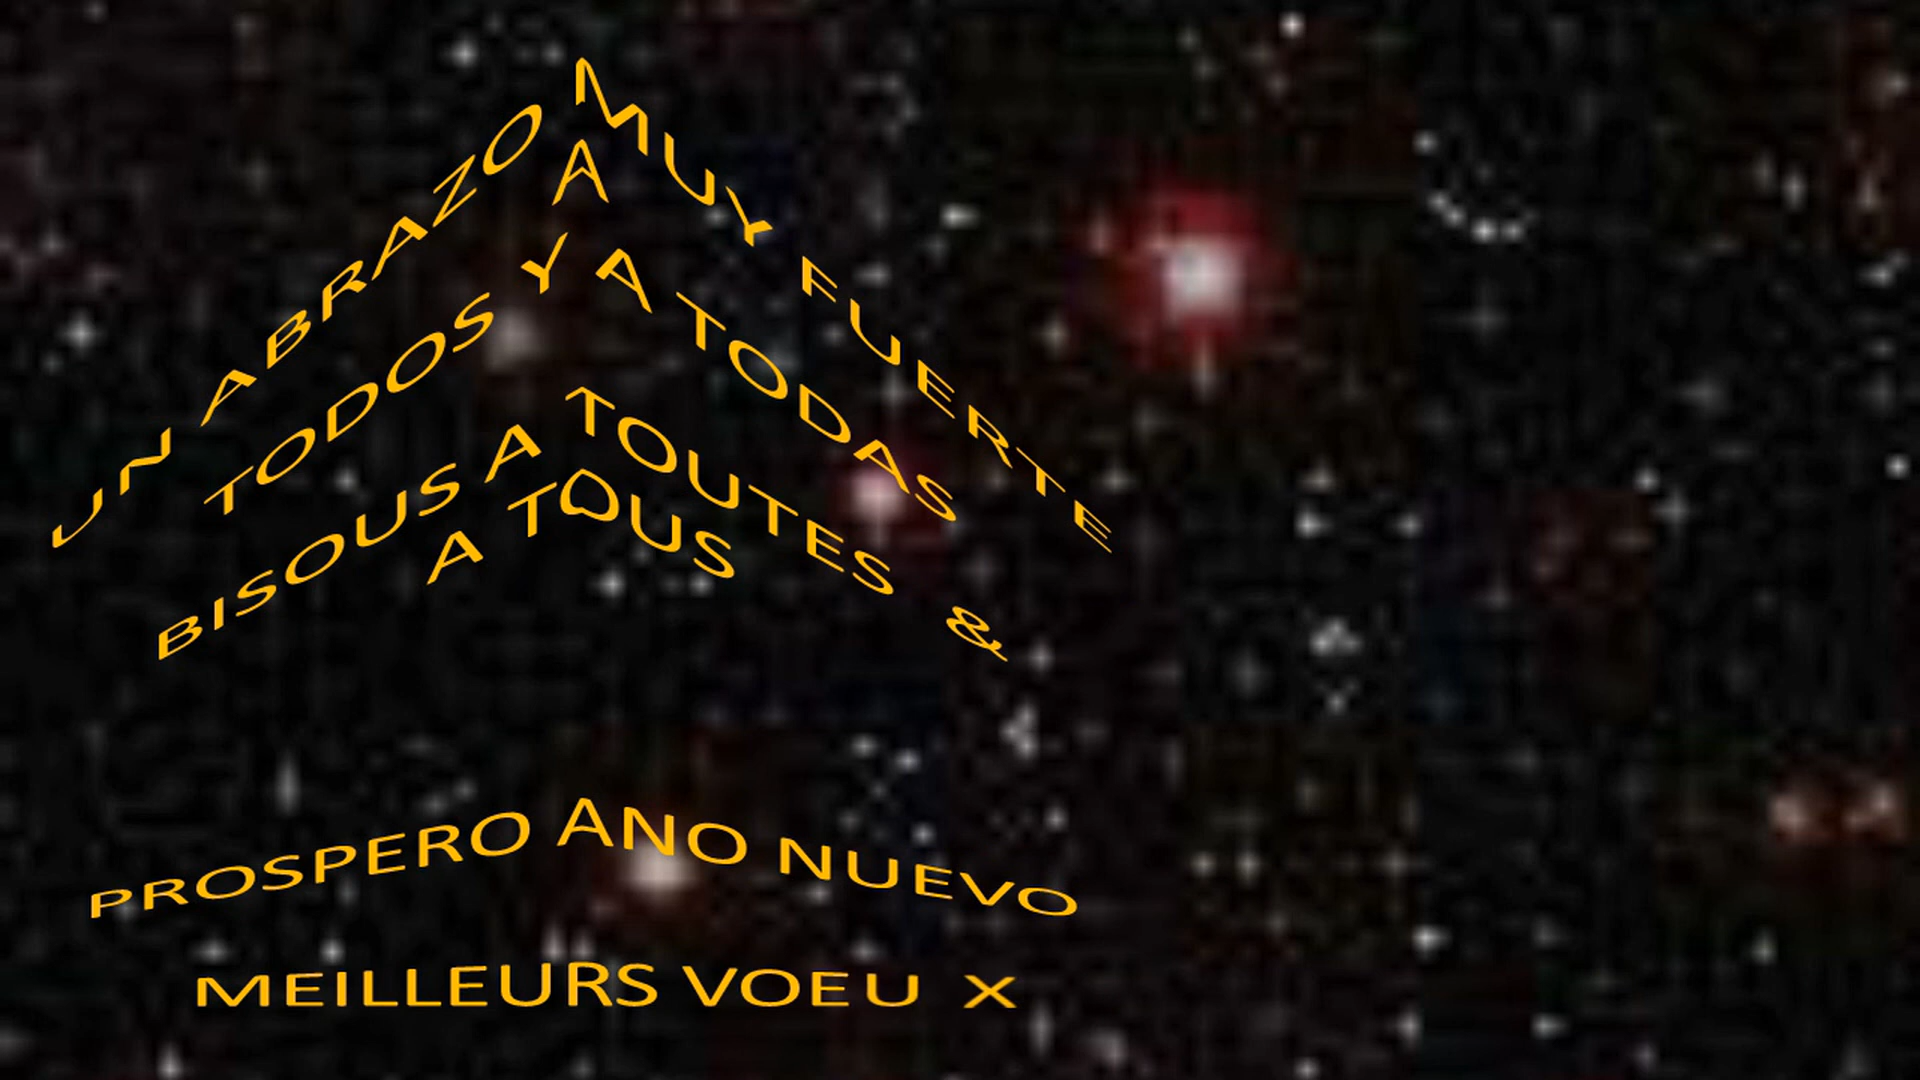 UN ABRAZO MUY FUERTE
A
TODOS Y A TODAS
BISOUS A TOUTES &
A TOUS
PROSPERO ANO NUEVO
MEILLEURS VOEU X